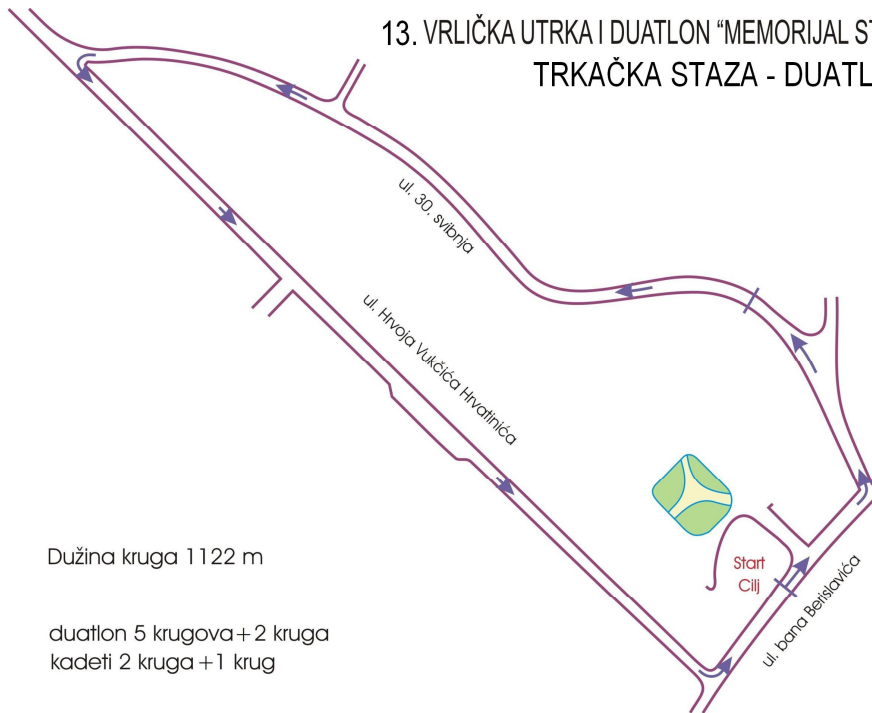 13. VRLIČKA UTRKA I DUATLON “MEMORIJAL
TRKAČKA STAZA -
ul. 30. svibnja
ul. Hrvoja Vukčića Hrvatinića
Start
Cilj
ul. bana Berislavića
Dužina kruga 1122 m
duatlon 5 krugova+2 kruga
kadeti 2 kruga+1 krug